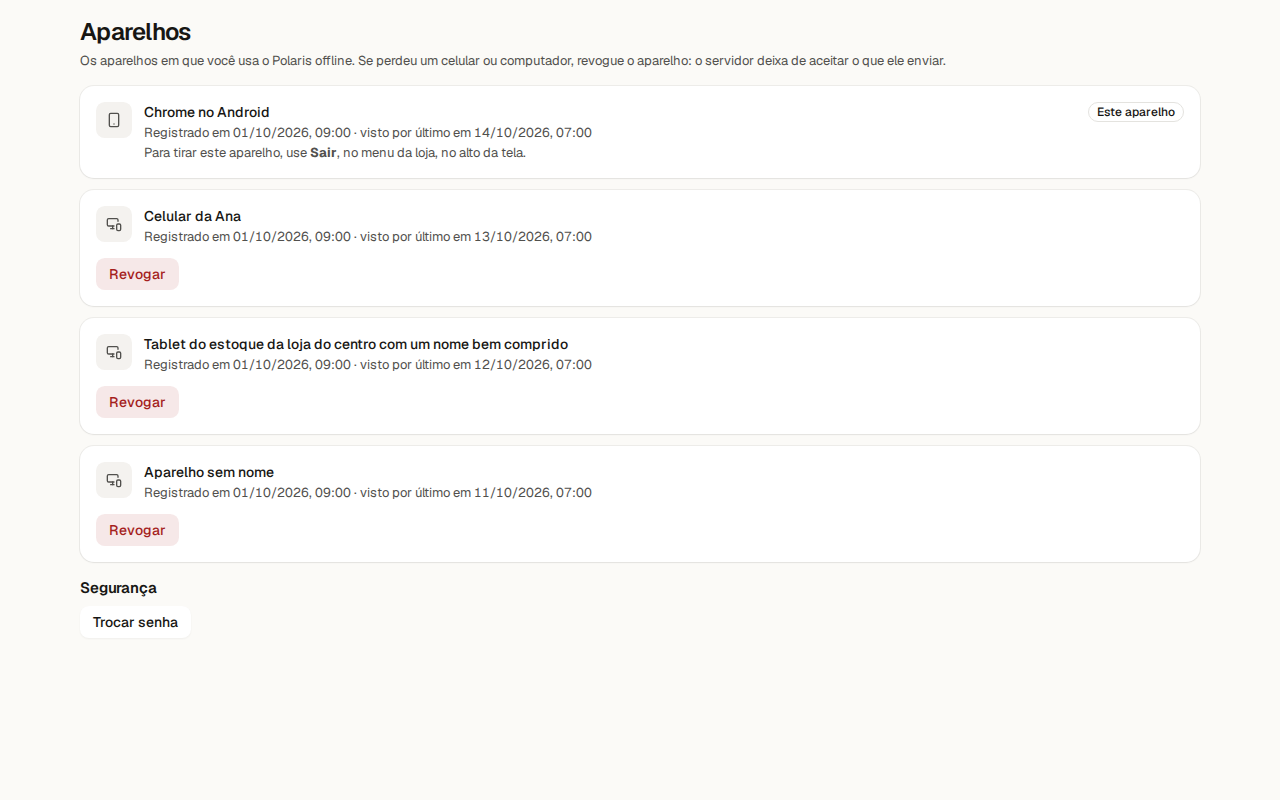 Aparelhos
Os aparelhos em que você usa o Polaris offline. Se perdeu um celular ou computador, revogue o aparelho: o servidor deixa de aceitar o que ele enviar.
Chrome no Android
Este aparelho
Registrado em 01/10/2026, 09:00 · visto por último em 14/10/2026, 07:00
Para tirar este aparelho, use Sair, no menu da loja, no alto da tela.
Celular da Ana
Registrado em 01/10/2026, 09:00 · visto por último em 13/10/2026, 07:00
Revogar
Tablet do estoque da loja do centro com um nome bem comprido
Registrado em 01/10/2026, 09:00 · visto por último em 12/10/2026, 07:00
Revogar
Aparelho sem nome
Registrado em 01/10/2026, 09:00 · visto por último em 11/10/2026, 07:00
Revogar
Segurança
Trocar senha